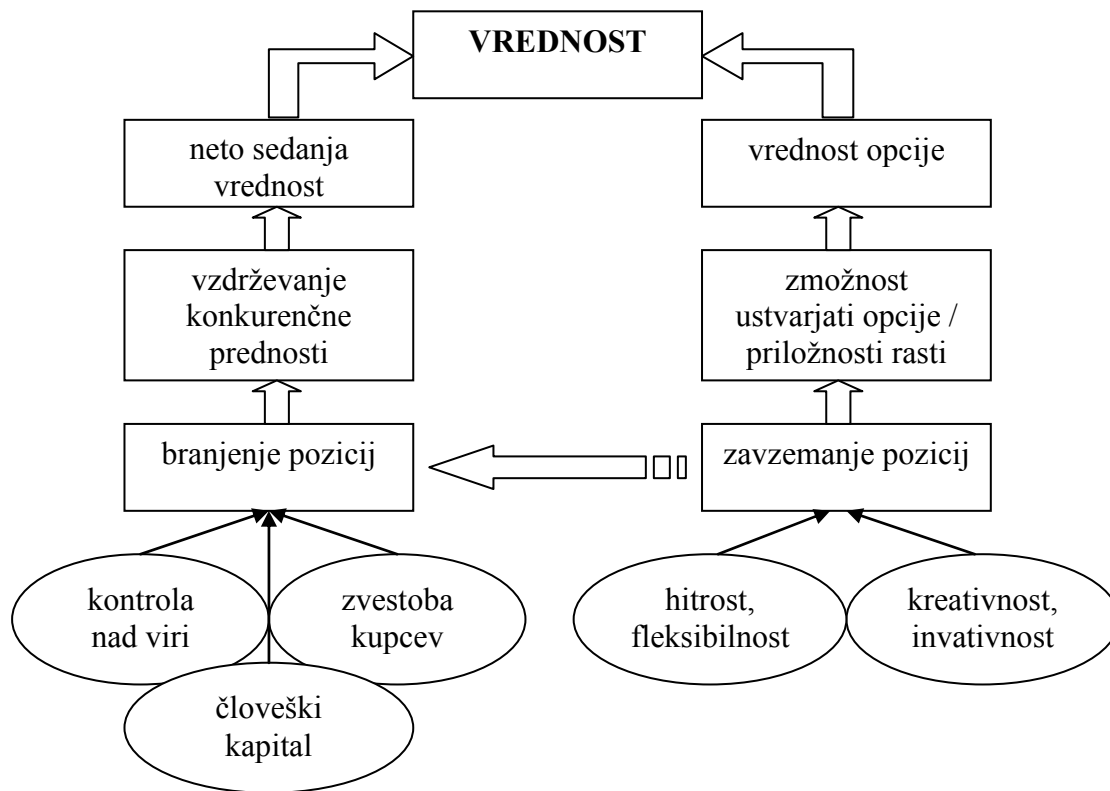 VREDNOST
neto sedanja
vrednost
vrednost opcije
vzdrževanje
konkurenčne
prednosti
zmožnost
ustvarjati opcije /
priložnosti rasti
branjenje pozicij
zavzemanje pozicij
kontrola
nad viri
zvestoba
kupcev
človeški
kapital
hitrost,
fleksibilnost
kreativnost,
invativnost